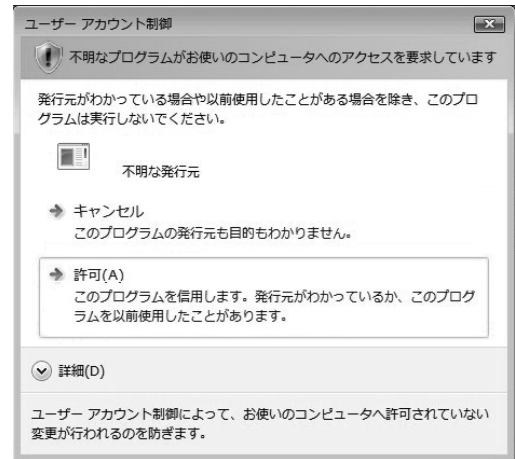 ユーザー アカウント制御
不明なプログラムがお使いのコンピュータへのアクセスを要求しています
発行元がわかっている場合や以前使用したことがある場合を除き、このプロ
グラムは実行しないでください。
不明な発行元
キャンセル
このプログラムの発行元も目的もわかりません。
許可(A)
このプログラムを信用します。発行元がわかっているか、このプログ
ラムを以前使用したことがあります。
詳細(D)
ユーザー アカウント制御によって、お使いのコンピュータへ許可されていない
変更が行われるのを防ぎます。